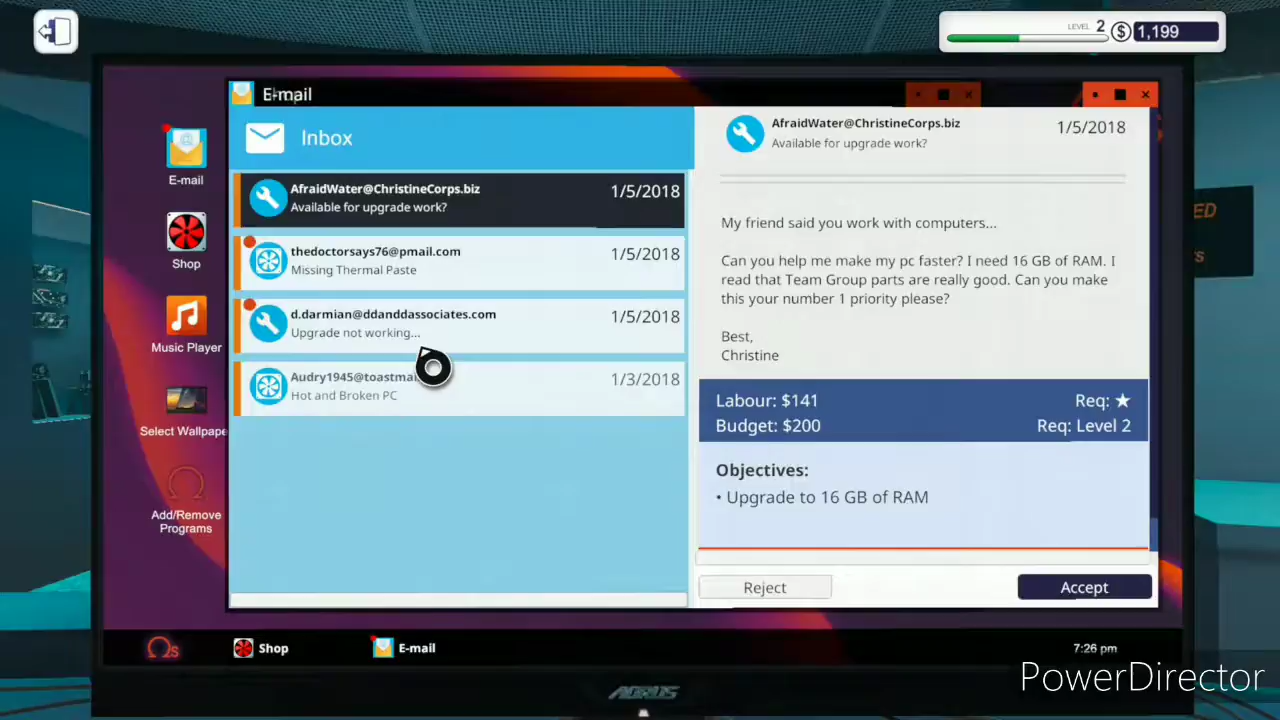 LEVEL 2 $ 1,199
E-mail
Inbox
AfraidWater@ChristineCorps.biz 1/5/2018
Available for upgrade work?
thedoctorsays76@pmail.com 1/5/2018
Missing Thermal Paste
d.darmian@ddanddassociates.com 1/5/2018
Upgrade not working...
1/3/2018
Hot and Broken PC
AfraidWater@ChristineCorps.biz 1/5/2018
Available for upgrade work?
My friend said you work with computers...
Can you help me make my pc faster? I need 16 GB of RAM. I
read that Team Group parts are really good. Can you make
this your number 1 priority please?
Best,
Christine
Labour: $141 Req: ★
Budget: $200 Req: Level 2
Objectives:
• Upgrade to 16 GB of RAM
Reject Accept
E-mail
Shop
Music Player
Select Wallpape
Add/Remove
Programs
ED
S
Ωs Shop E-mail 7:26 pm
AORUS
PowerDirector